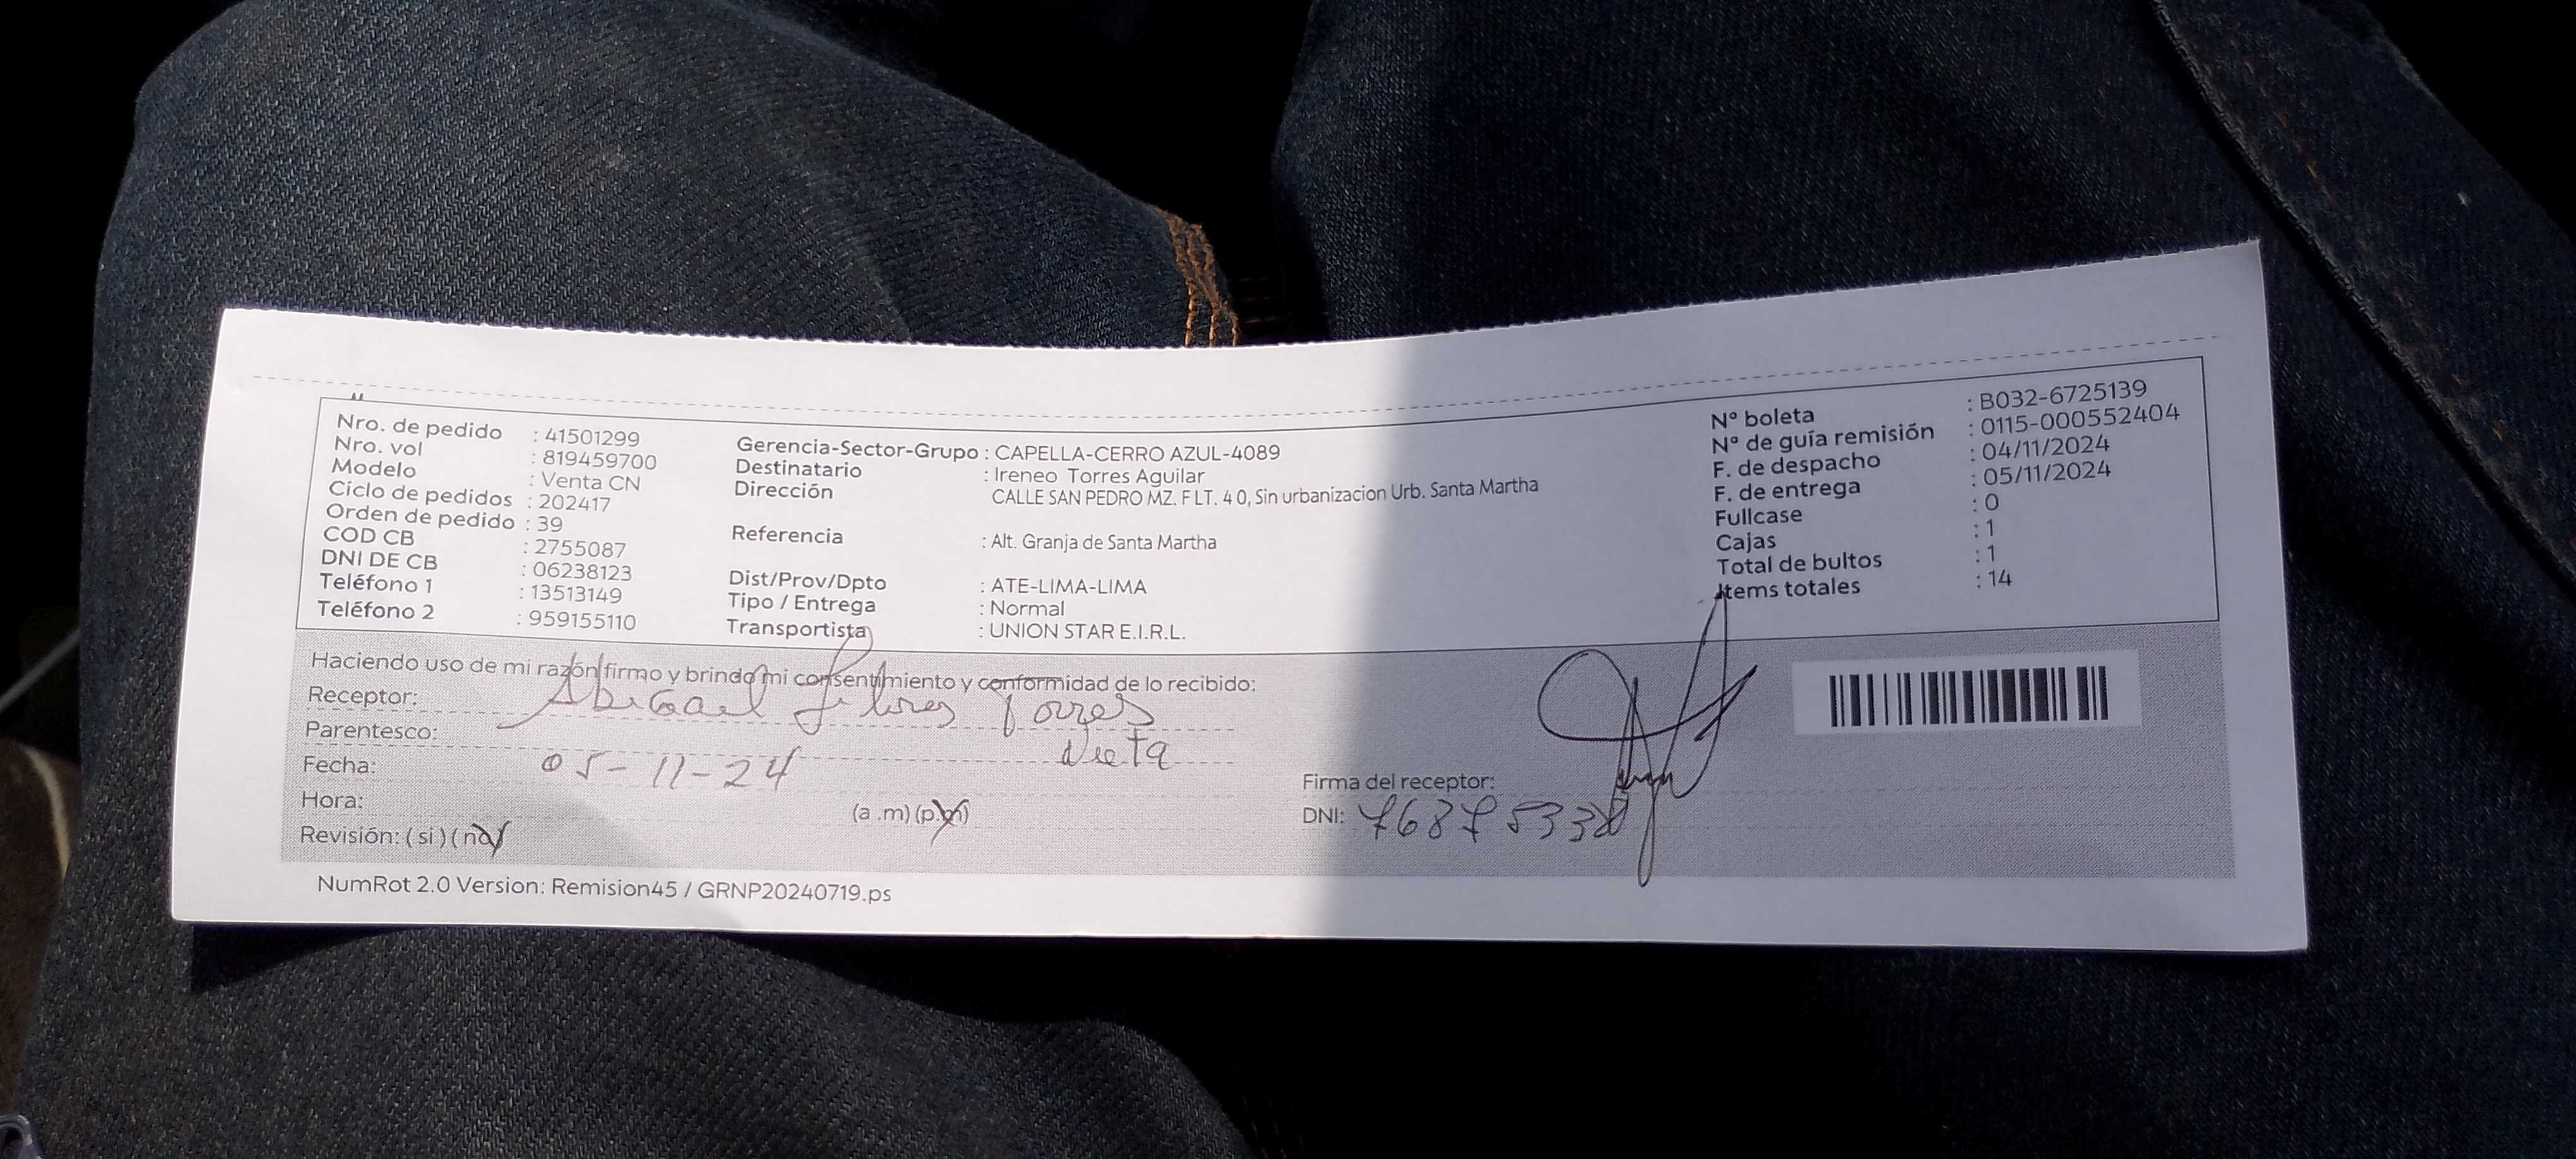 Nro. de pedido : 41501299
Nro. vol : 819459700
Modelo : Venta CN
Ciclo de pedidos : 202417
Orden de pedido : 39
COD CB : 2755087
DNI DE CB : 06238123
Teléfono 1 : 13513149
Teléfono 2 : 959155110
Gerencia-Sector-Grupo : CAPELLA-CERRO AZUL-4089
Destinatario : Ireneo Torres Aguilar
Dirección CALLE SAN PEDRO MZ. F LT. 4 0, Sin urbanizacion Urb. Santa Martha
Referencia : Alt. Granja de Santa Martha
Dist/Prov/Dpto : ATE-LIMA-LIMA
Tipo / Entrega : Normal
Transportista : UNION STAR E.I.R.L.
Nº boleta : B032-6725139
Nº de guía remisión : 0115-000552404
F. de despacho : 04/11/2024
F. de entrega : 05/11/2024
Fullcase : 0
Cajas : 1
Total de bultos : 1
Items totales : 14
Haciendo uso de mi razón firmo y brindo mi consentimiento y conformidad de lo recibido:
Receptor: Abigael Torres
Parentesco: Nieta
Fecha: 05-11-24
Hora: (a .m) (p.m)
Revisión: ( si ) ( no )
Firma del receptor:
DNI:
NumRot 2.0 Version: Remision45 / GRNP20240719.ps